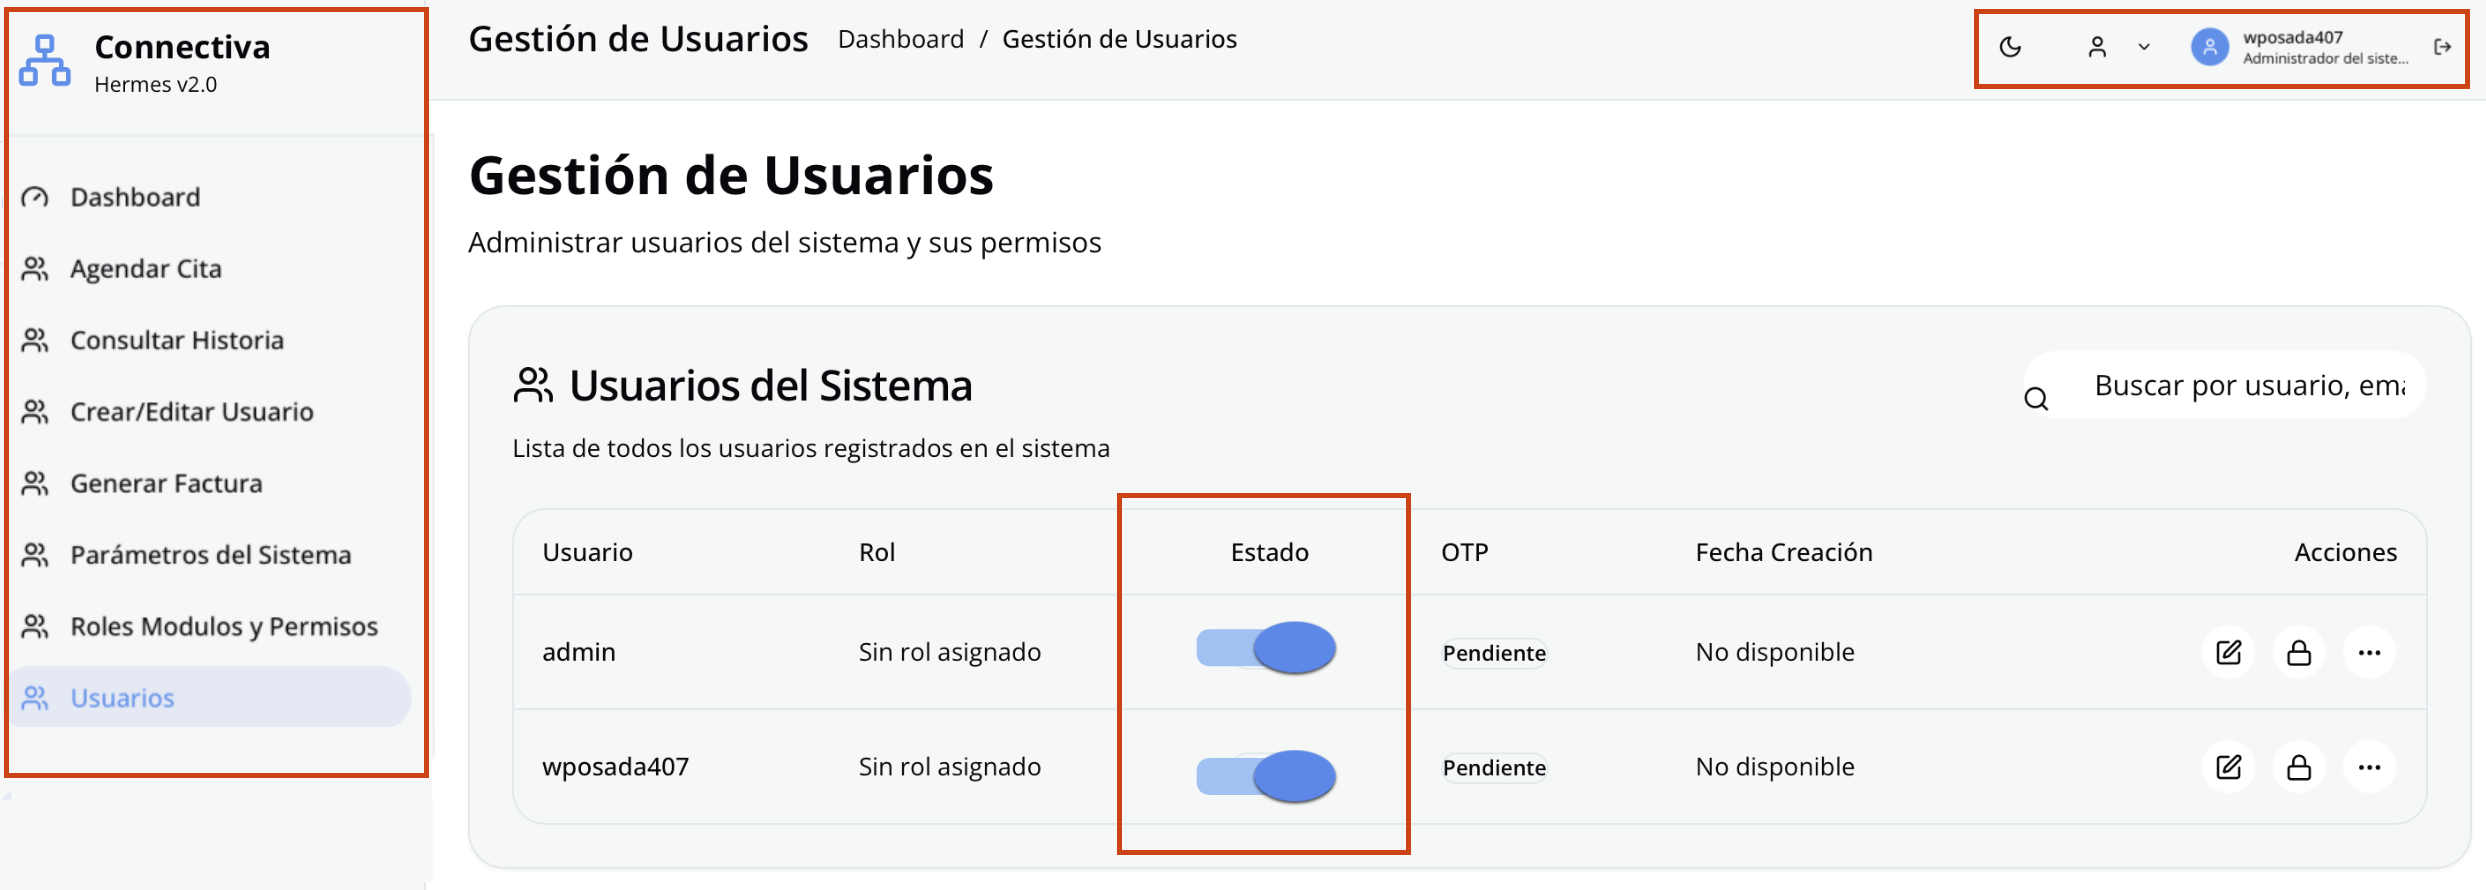 Connectiva
Hermes v2.0
Dashboard
Agendar Cita
Consultar Historia
Crear/Editar Usuario
Generar Factura
Parámetros del Sistema
Roles Modulos y Permisos
Usuarios
Gestión de Usuarios Dashboard / Gestión de Usuarios
wposada407
Administrador del siste...
Gestión de Usuarios
Administrar usuarios del sistema y sus permisos
Usuarios del Sistema
Buscar por usuario, ema
Lista de todos los usuarios registrados en el sistema
Usuario Rol Estado OTP Fecha Creación Acciones
admin Sin rol asignado Pendiente No disponible
wposada407 Sin rol asignado Pendiente No disponible